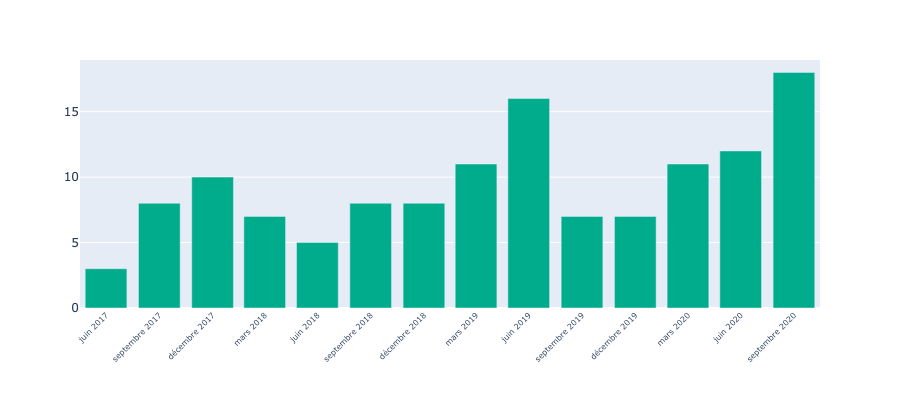 15
10
5
0
juin 2017
septembre 2017
décembre 2017
mars 2018
juin 2018
septembre 2018
décembre 2018
mars 2019
juin 2019
septembre 2019
décembre 2019
mars 2020
juin 2020
septembre 2020